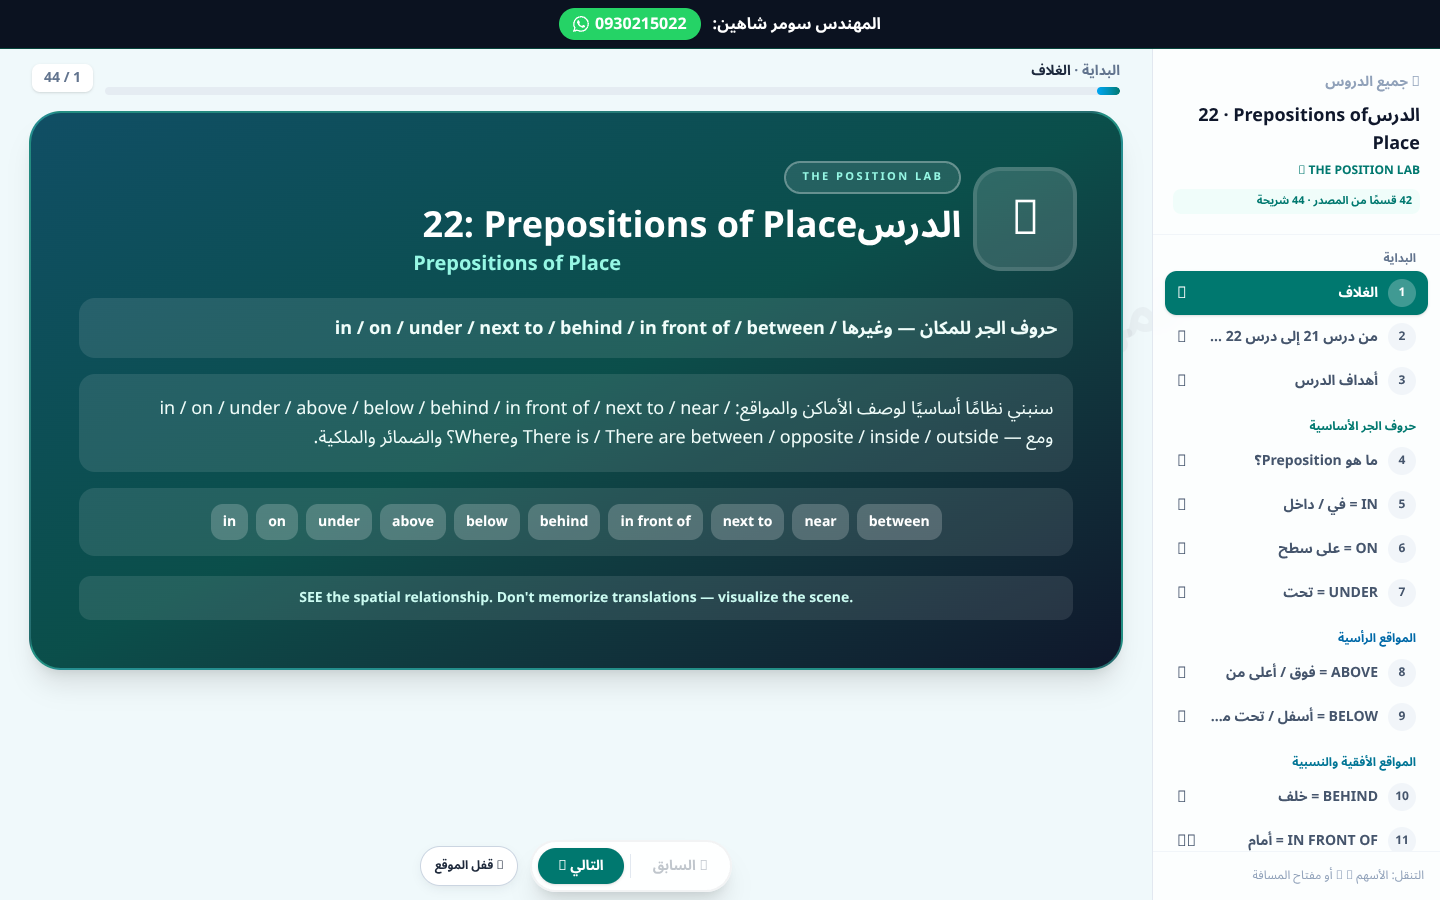 المهندس سومر شاهين: 0930215022
جميع الدروس
الدرس22 · Prepositions of
Place
THE POSITION LAB
42 قسمًا من المصدر · 44 شريحة
البداية
1 الغلاف
2 من درس 21 إلى درس 22 ...
3 أهداف الدرس
حروف الجر الأساسية
4 ما هو Preposition؟
5 IN = في / داخل
6 ON = على سطح
7 UNDER = تحت
المواقع الرأسية
8 ABOVE = فوق / أعلى من
9 BELOW = أسفل / تحت م...
المواقع الأفقية والنسبية
10 BEHIND = خلف
11 IN FRONT OF = أمام
التنقل: الأسهم أو مفتاح المسافة
البداية · الغلاف
44 / 1
THE POSITION LAB
الدرس22: Prepositions of Place
Prepositions of Place
حروف الجر للمكان — وغيرها / in / on / under / next to / behind / in front of / between
سنبني نظامًا أساسيًا لوصف الأماكن والمواقع: in / on / under / above / below / behind / in front of / next to / near /
between / opposite / inside / outside — ومع There is / There are وWhere؟ والضمائر والملكية.
in on under above below behind in front of next to near between
SEE the spatial relationship. Don't memorize translations — visualize the scene.
السابق
التالي
قفل الموقع